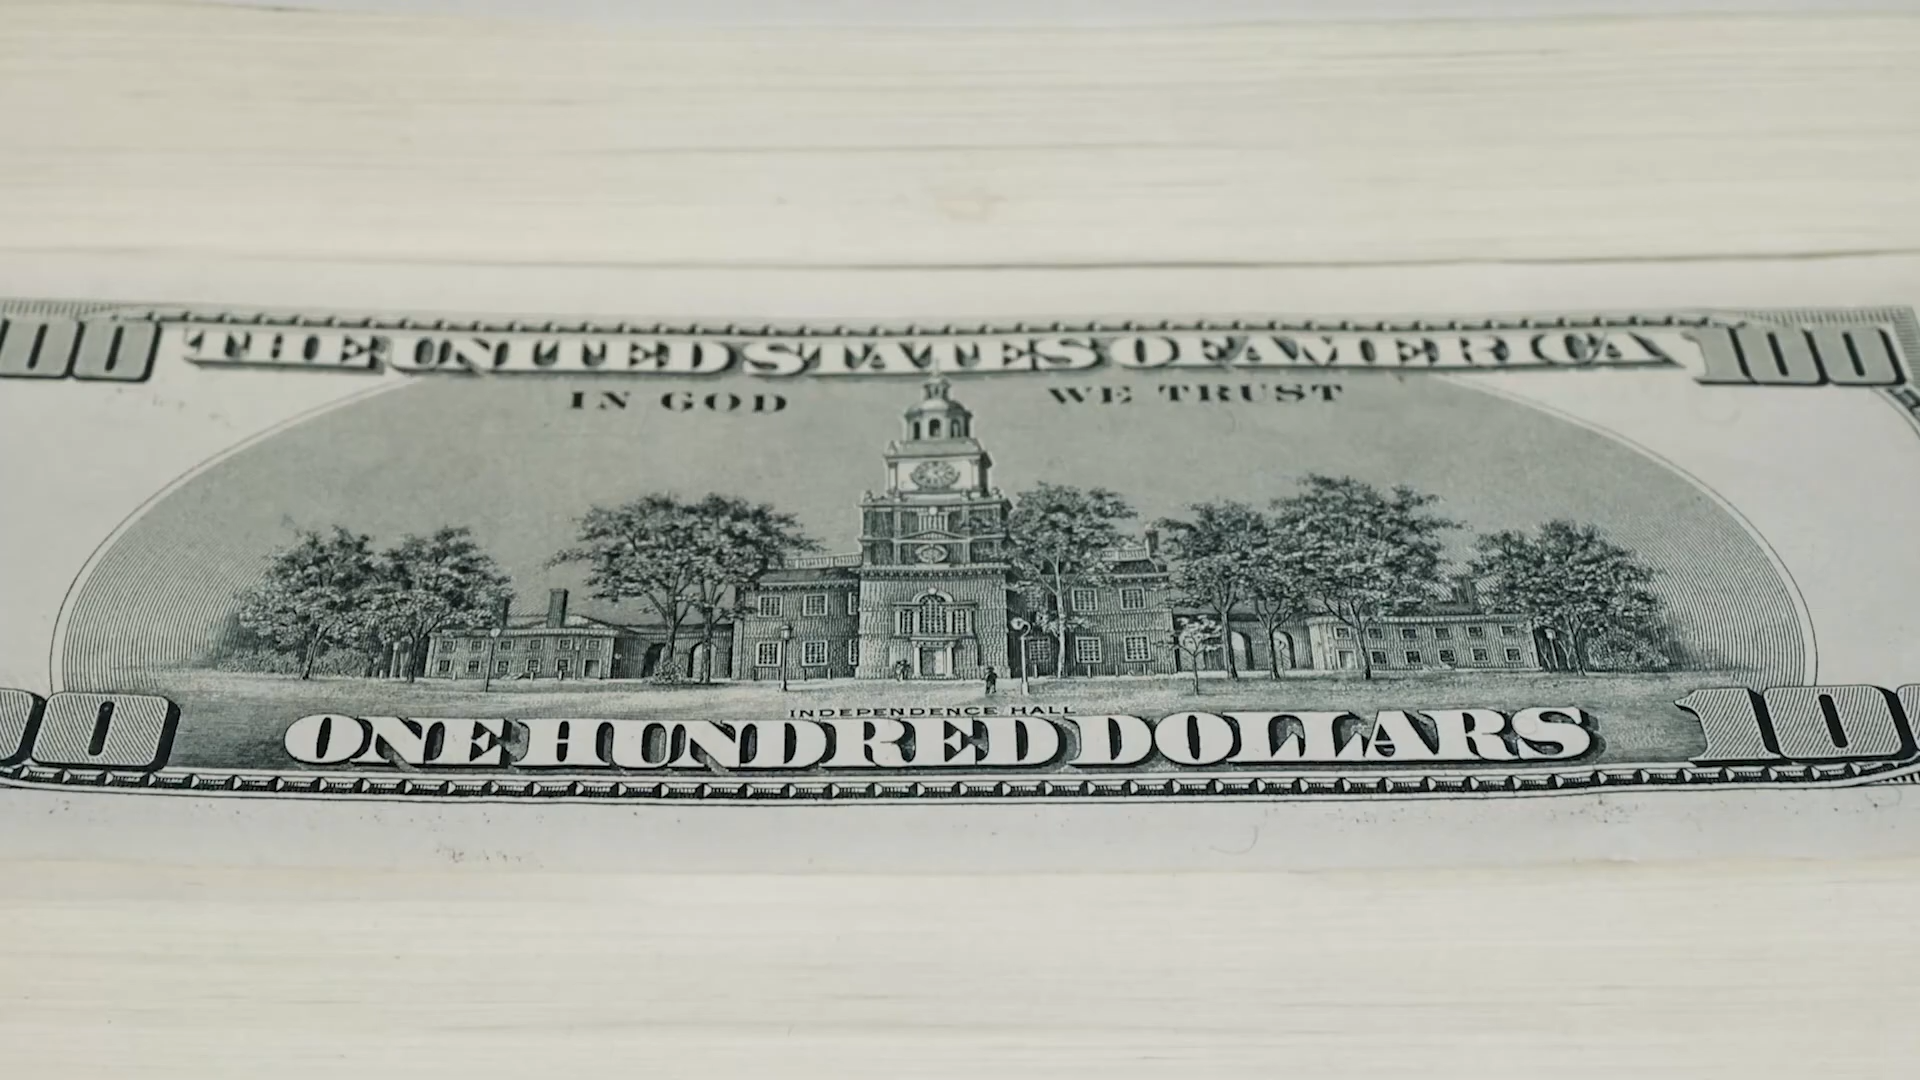 100 THE UNITED STATES OF AMERICA 100
IN GOD WE TRUST
INDEPENDENCE HALL
100 ONE HUNDRED DOLLARS 100